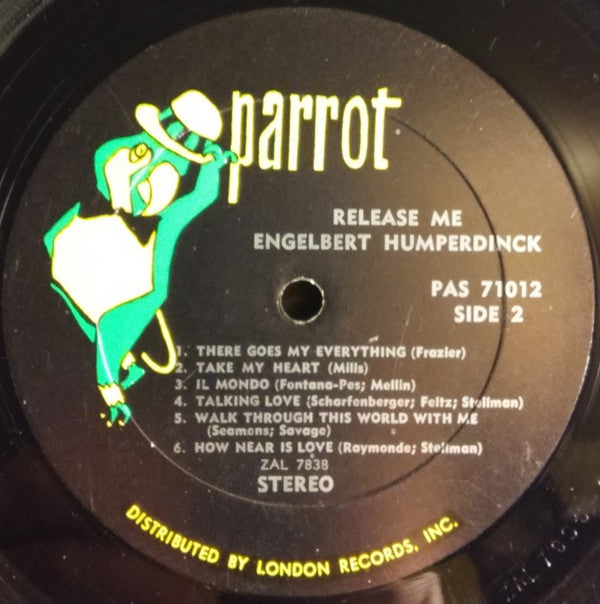 parrot
RELEASE ME
ENGELBERT HUMPERDINCK
PAS 71012
SIDE 2
1. THERE GOES MY EVERYTHING (Frazier)
2. TAKE MY HEART (Mills)
3. IL MONDO (Fontana-Pes; Mellin)
4. TALKING LOVE (Scharfenberger; Feltz; Stellman)
5. WALK THROUGH THIS WORLD WITH ME
(Seamons; Savage)
6. HOW NEAR IS LOVE (Raymonde; Stellman)
ZAL 7838
STEREO
DISTRIBUTED BY LONDON RECORDS, INC.